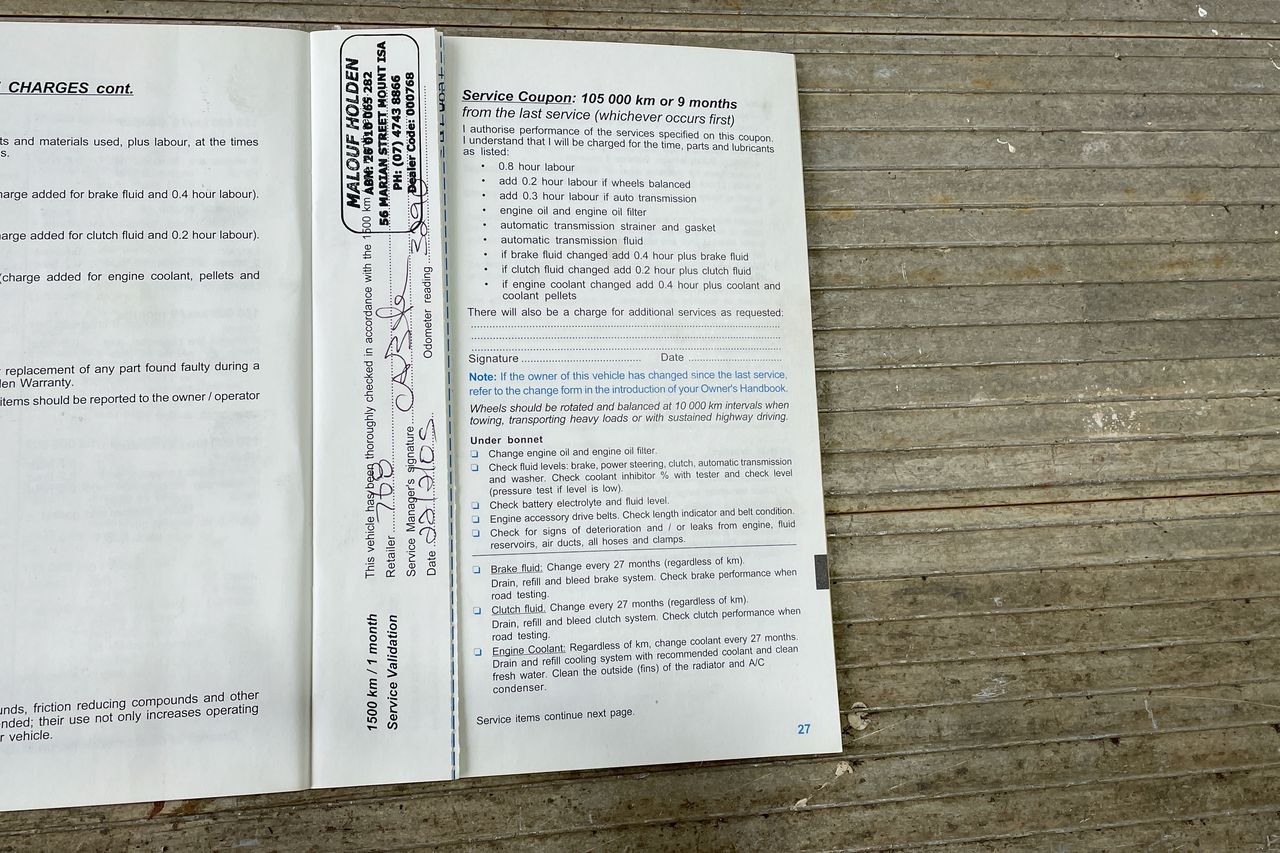 CHARGES cont.
ts and materials used, plus labour, at the times
s.
harge added for brake fluid and 0.4 hour labour).
arge added for clutch fluid and 0.2 hour labour).
(charge added for engine coolant, pellets and
replacement of any part found faulty during a
len Warranty.
items should be reported to the owner / operator
unds, friction reducing compounds and other
nded; their use not only increases operating
r vehicle.
1500 km / 1 month
Service Validation
This vehicle has been thoroughly checked in accordance with the 1500 km
Retailer 768
Service Manager's signature
Date 22/2/05 Odometer reading
MALOUF HOLDEN
ABN: 26 010 065 282
56 MARIAN STREET MOUNT ISA
PH: (07) 4743 8866
Dealer Code: 000768
Service Coupon: 105 000 km or 9 months
from the last service (whichever occurs first)
I authorise performance of the services specified on this coupon.
I understand that I will be charged for the time, parts and lubricants
as listed:
• 0.8 hour labour
• add 0.2 hour labour if wheels balanced
• add 0.3 hour labour if auto transmission
• engine oil and engine oil filter
• automatic transmission strainer and gasket
• automatic transmission fluid
• if brake fluid changed add 0.4 hour plus brake fluid
• if clutch fluid changed add 0.2 hour plus clutch fluid
• if engine coolant changed add 0.4 hour plus coolant and
coolant pellets
There will also be a charge for additional services as requested:
Signature Date
Note: If the owner of this vehicle has changed since the last service,
refer to the change form in the introduction of your Owner's Handbook.
Wheels should be rotated and balanced at 10 000 km intervals when
towing, transporting heavy loads or with sustained highway driving.
Under bonnet
Change engine oil and engine oil filter.
Check fluid levels: brake, power steering, clutch, automatic transmission
and washer. Check coolant inhibitor % with tester and check level
(pressure test if level is low).
Check battery electrolyte and fluid level.
Engine accessory drive belts. Check length indicator and belt condition.
Check for signs of deterioration and / or leaks from engine, fluid
reservoirs, air ducts, all hoses and clamps.
Brake fluid: Change every 27 months (regardless of km).
Drain, refill and bleed brake system. Check brake performance when
road testing.
Clutch fluid. Change every 27 months (regardless of km).
Drain, refill and bleed clutch system. Check clutch performance when
road testing.
Engine Coolant: Regardless of km, change coolant every 27 months.
Drain and refill cooling system with recommended coolant and clean
fresh water. Clean the outside (fins) of the radiator and A/C
condenser.
Service items continue next page.
27